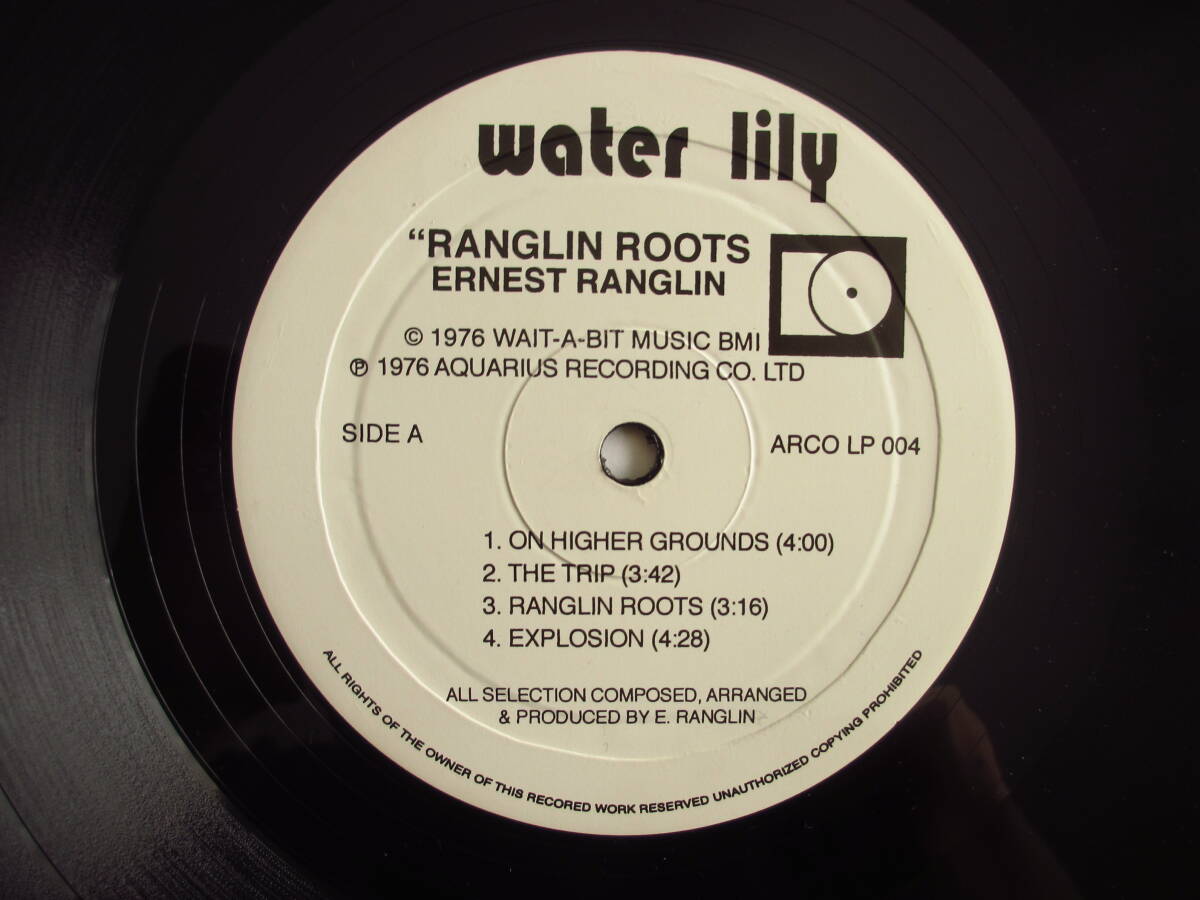 water lily
“RANGLIN ROOTS
ERNEST RANGLIN
© 1976 WAIT-A-BIT MUSIC BMI
℗ 1976 AQUARIUS RECORDING CO. LTD
SIDE A
ARCO LP 004
1. ON HIGHER GROUNDS (4:00)
2. THE TRIP (3:42)
3. RANGLIN ROOTS (3:16)
4. EXPLOSION (4:28)
ALL SELECTION COMPOSED, ARRANGED
& PRODUCED BY E. RANGLIN
ALL RIGHTS OF THE OWNER OF THIS RECORED WORK RESERVED UNAUTHORIZED COPYING PROHIBITED